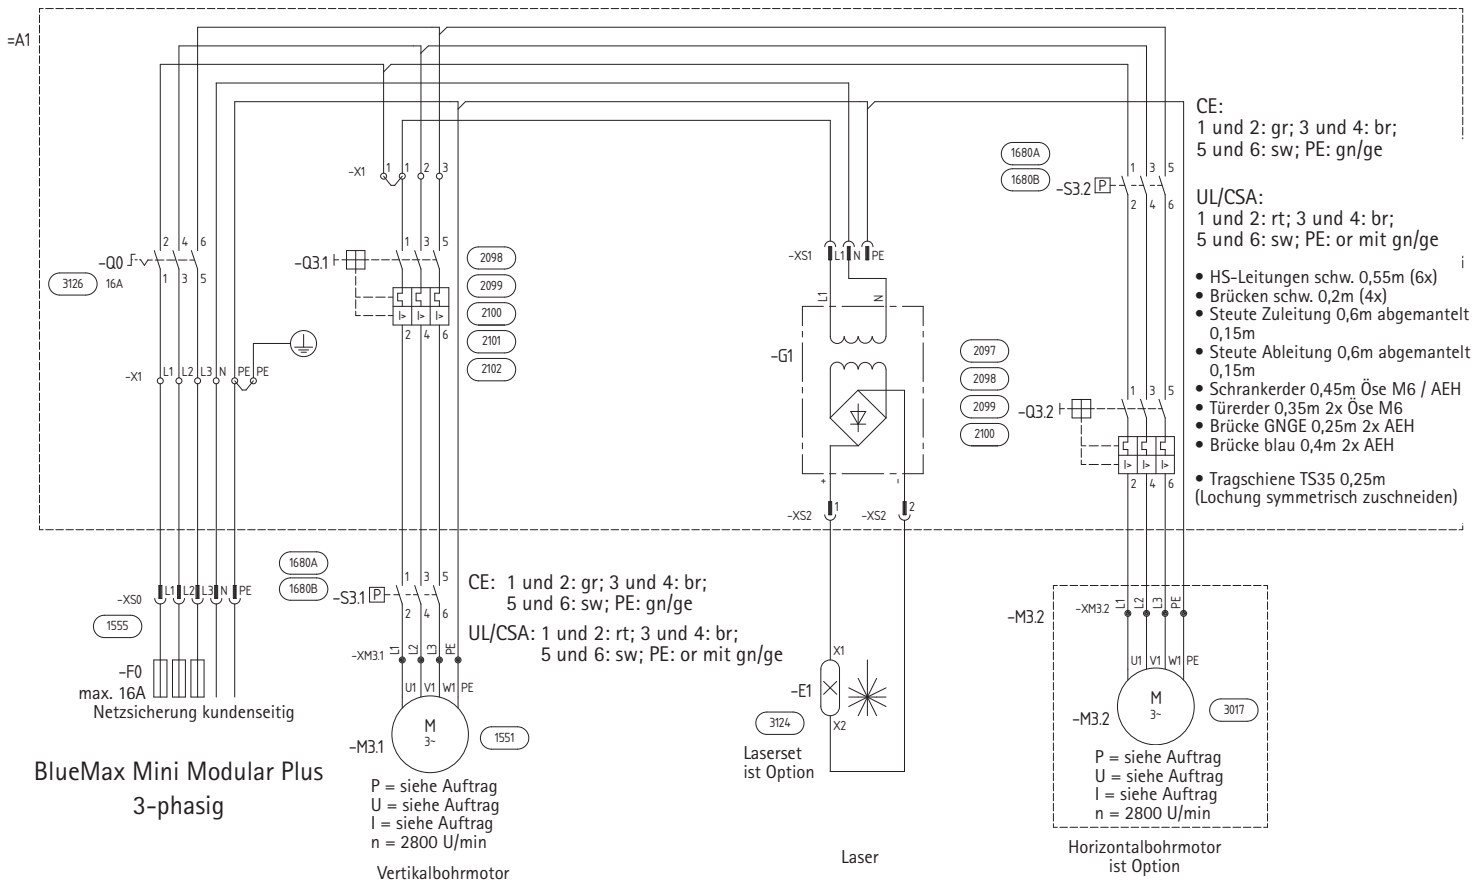 =A1
-X1
1
1
2
3
2
4
6
-Q0
16A
1
3
5
3126
-Q3.1
1
3
5
I>
I>
I>
2
4
6
2098
2099
2100
2101
2102
-X1
L1
L2
L3
N
PE
PE
-XS0
L1
L2
L3
N
PE
1555
-F0
max. 16A
Netzsicherung kundenseitig
BlueMax Mini Modular Plus
3-phasig
1680A
1680B
-S3.1
P
1
3
5
2
4
6
CE: 1 und 2: gr; 3 und 4: br;
5 und 6: sw; PE: gn/ge
UL/CSA: 1 und 2: rt; 3 und 4: br;
5 und 6: sw; PE: or mit gn/ge
-XM3.1
L1
L2
L3
PE
U1
V1
W1
PE
M
3~
-M3.1
1551
P = siehe Auftrag
U = siehe Auftrag
I = siehe Auftrag
n = 2800 U/min
Vertikalbohrmotor
-XS1
L1
N
PE
L1
N
-G1
+
-
-XS2
1
-XS2
2
X1
-E1
X2
3124
Laserset
ist Option
Laser
1680A
1680B
-S3.2
P
1
3
5
2
4
6
2097
2098
2099
2100
-Q3.2
1
3
5
I>
I>
I>
2
4
6
-M3.2
-XM3.2
L1
L2
L3
PE
U1
V1
W1
PE
M
3~
-M3.2
3017
P = siehe Auftrag
U = siehe Auftrag
I = siehe Auftrag
n = 2800 U/min
Horizontalbohrmotor
ist Option
CE:
1 und 2: gr; 3 und 4: br;
5 und 6: sw; PE: gn/ge
UL/CSA:
1 und 2: rt; 3 und 4: br;
5 und 6: sw; PE: or mit gn/ge
• HS-Leitungen schw. 0,55m (6x)
• Brücken schw. 0,2m (4x)
• Steute Zuleitung 0,6m abgemantelt
0,15m
• Steute Ableitung 0,6m abgemantelt
0,15m
• Schrankerder 0,45m Öse M6 / AEH
• Türerder 0,35m 2x Öse M6
• Brücke GNGE 0,25m 2x AEH
• Brücke blau 0,4m 2x AEH
• Tragschiene TS35 0,25m
(Lochung symmetrisch zuschneiden)